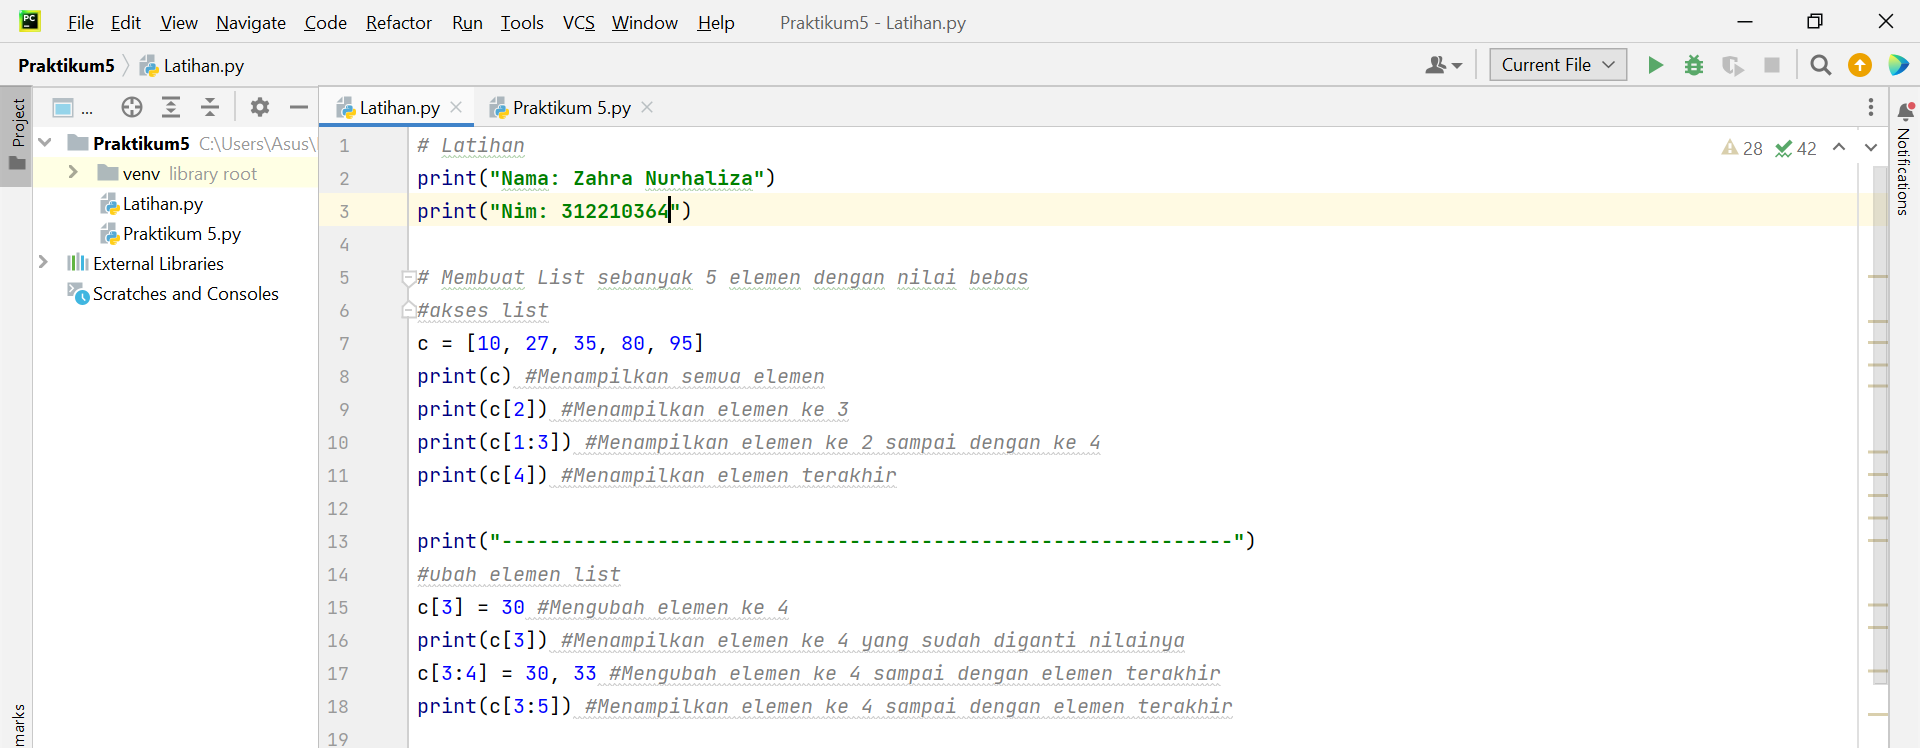 PC File Edit View Navigate Code Refactor Run Tools VCS Window Help Praktikum5 - Latihan.py
Praktikum5 Latihan.py Current File
Project
...
Latihan.py Praktikum 5.py
Praktikum5 C:\Users\Asus\
venv library root
Latihan.py
Praktikum 5.py
External Libraries
Scratches and Consoles
28 42
Notifications
1 # Latihan
2 print("Nama: Zahra Nurhaliza")
3 print("Nim: 312210364")
4
5 # Membuat List sebanyak 5 elemen dengan nilai bebas
6 #akses list
7 c = [10, 27, 35, 80, 95]
8 print(c) #Menampilkan semua elemen
9 print(c[2]) #Menampilkan elemen ke 3
10 print(c[1:3]) #Menampilkan elemen ke 2 sampai dengan ke 4
11 print(c[4]) #Menampilkan elemen terakhir
12
13 print("-------------------------------------------------------------")
14 #ubah elemen list
15 c[3] = 30 #Mengubah elemen ke 4
16 print(c[3]) #Menampilkan elemen ke 4 yang sudah diganti nilainya
17 c[3:4] = 30, 33 #Mengubah elemen ke 4 sampai dengan elemen terakhir
18 print(c[3:5]) #Menampilkan elemen ke 4 sampai dengan elemen terakhir
19
marks